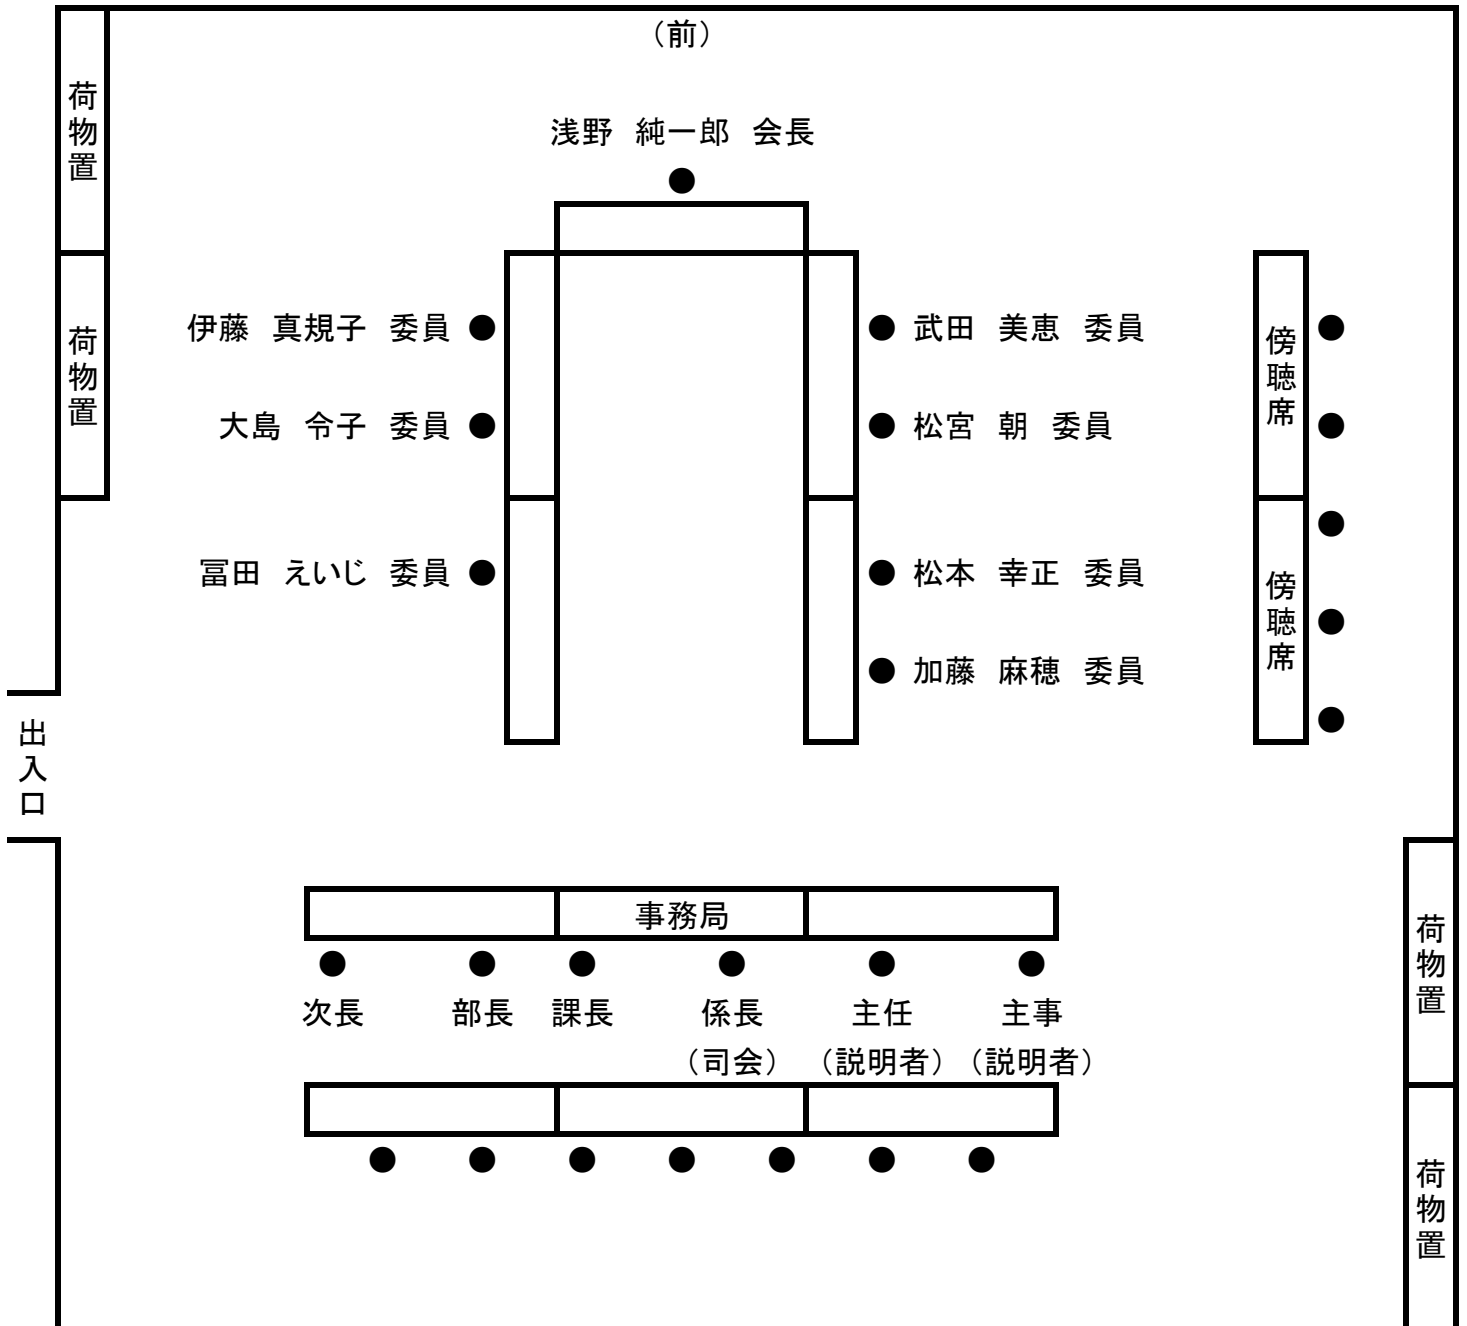 （前）
浅野 純一郎 会長
荷物置
荷物置
伊藤 真規子 委員
武田 美恵 委員
大島 令子 委員
松宮 朝 委員
冨田 えいじ 委員
松本 幸正 委員
加藤 麻穂 委員
傍聴席
傍聴席
出入口
事務局
次長 部長 課長 係長 主任 主事
（司会） （説明者） （説明者）
荷物置
荷物置